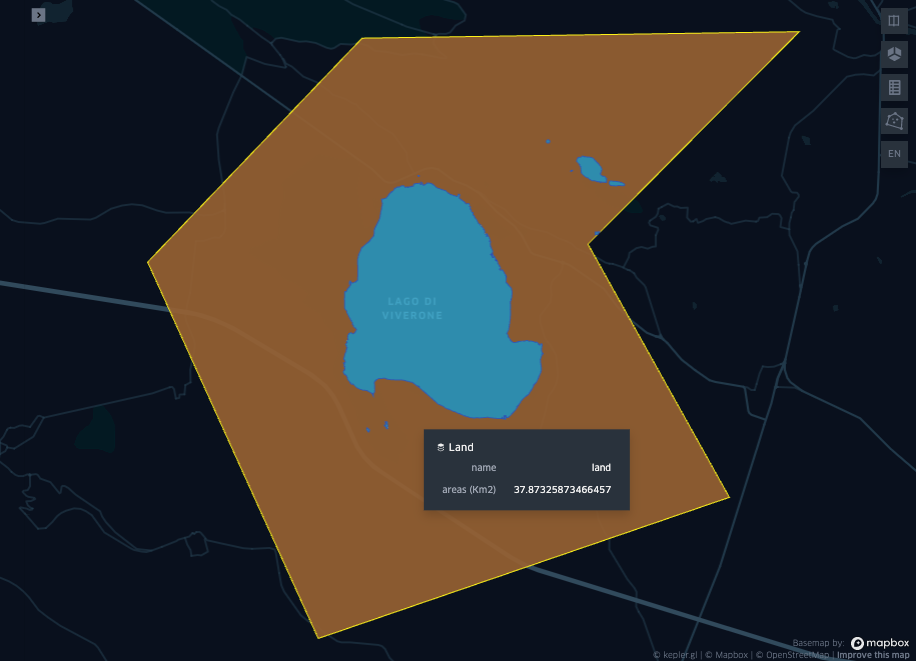 EN
LAGO DI
VIVERONE
Land
name land
areas (Km2) 37.87325873466457
Basemap by: mapbox
© kepler.gl | © Mapbox | © OpenStreetMap | Improve this map